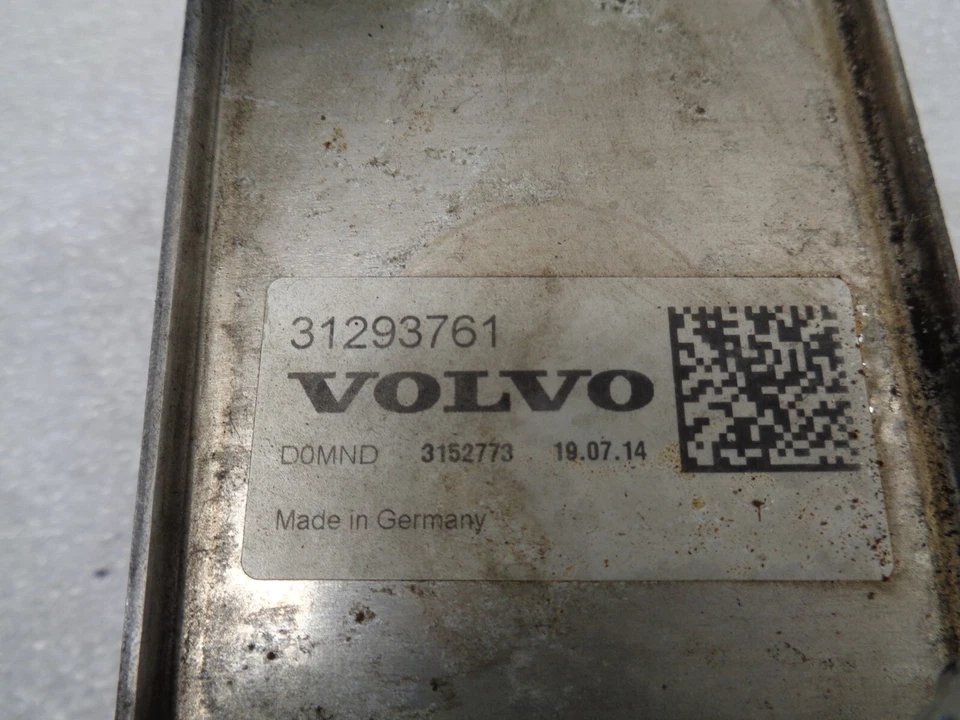 31293761
VOLVO
D0MND 3152773 19.07.14
Made in Germany